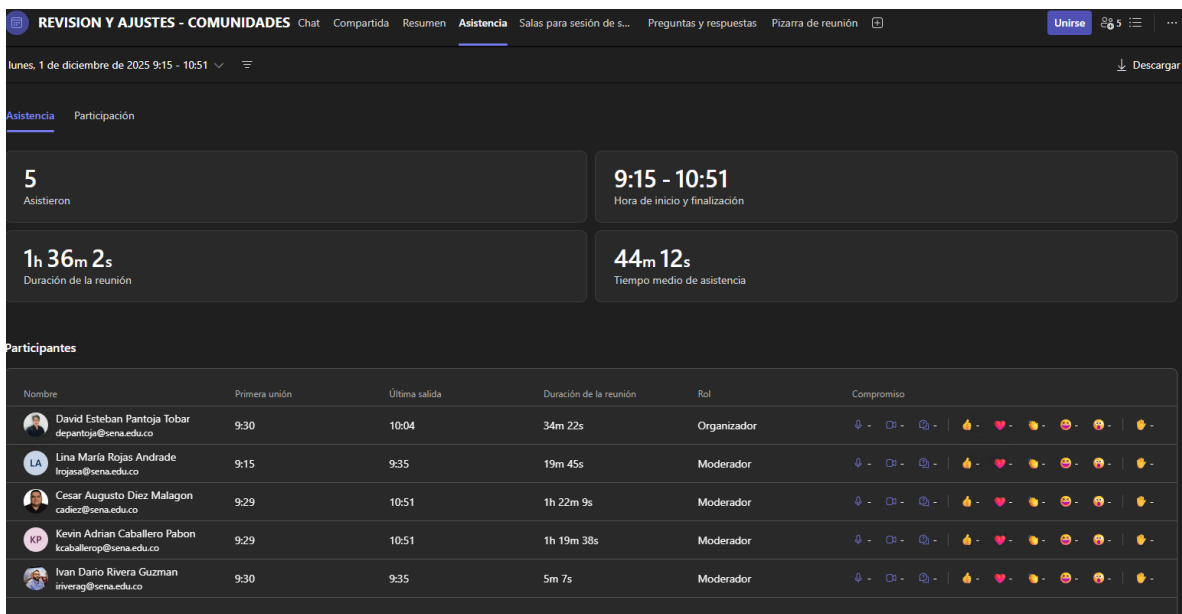 REVISION Y AJUSTES - COMUNIDADES Chat Compartida Resumen Asistencia Salas para sesión de s... Preguntas y respuestas Pizarra de reunión Unirse 5 ...
lunes, 1 de diciembre de 2025 9:15 - 10:51 Descargar
Asistencia Participación
5
Asistieron
9:15 - 10:51
Hora de inicio y finalización
1h 36m 2s
Duración de la reunión
44m 12s
Tiempo medio de asistencia
Participantes
Nombre Primera unión Última salida Duración de la reunión Rol Compromiso
David Esteban Pantoja Tobar
depantoja@sena.edu.co
9:30 10:04 34m 22s Organizador - - - - - - - - -
LA Lina María Rojas Andrade
lrojasa@sena.edu.co
9:15 9:35 19m 45s Moderador - - - - - - - - -
Cesar Augusto Diez Malagon
cadiez@sena.edu.co
9:29 10:51 1h 22m 9s Moderador - - - - - - - - -
KP Kevin Adrian Caballero Pabon
kcaballerop@sena.edu.co
9:29 10:51 1h 19m 38s Moderador - - - - - - - - -
Ivan Dario Rivera Guzman
iriverag@sena.edu.co
9:30 9:35 5m 7s Moderador - - - - - - - - -